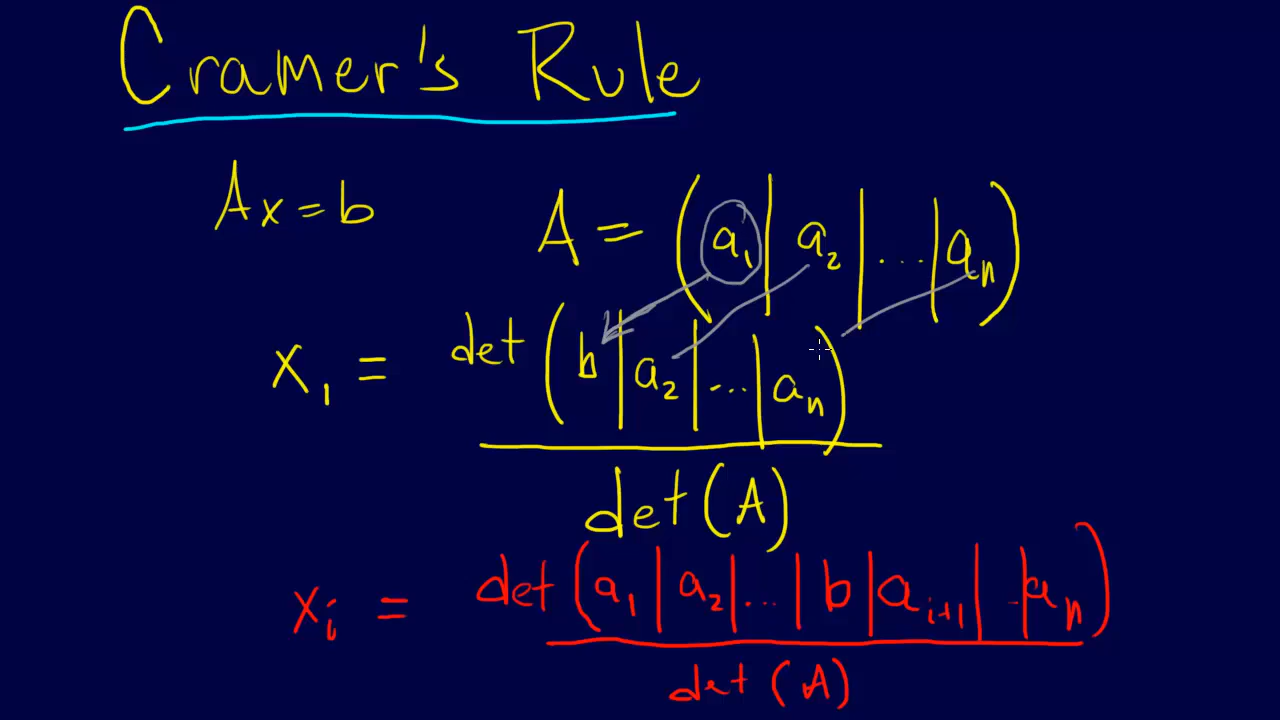 Cramer's Rule
Ax = b
A = (a₁ | a₂ | ... | aₙ)
x₁ = det (b | a₂ | ... | aₙ)
det (A)
xᵢ = det (a₁ | a₂ | ... | b | aᵢ₊₁ | ... | aₙ)
det (A)